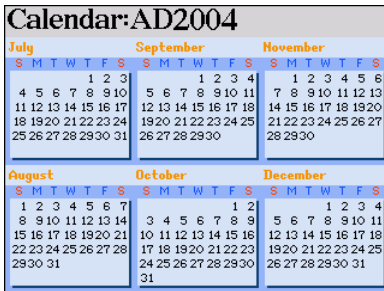 Calendar:AD2004
July
S M T W T F S
1 2 3
4 5 6 7 8 9 10
11 12 13 14 15 16 17
18 19 20 21 22 23 24
25 26 27 28 29 30 31
September
S M T W T F S
1 2 3 4
5 6 7 8 9 10 11
12 13 14 15 16 17 18
19 20 21 22 23 24 25
26 27 28 29 30
November
S M T W T F S
1 2 3 4 5 6
7 8 9 10 11 12 13
14 15 16 17 18 19 20
21 22 23 24 25 26 27
28 29 30
August
S M T W T F S
1 2 3 4 5 6 7
8 9 10 11 12 13 14
15 16 17 18 19 20 21
22 23 24 25 26 27 28
29 30 31
October
S M T W T F S
1 2
3 4 5 6 7 8 9
10 11 12 13 14 15 16
17 18 19 20 21 22 23
24 25 26 27 28 29 30
31
December
S M T W T F S
1 2 3 4
5 6 7 8 9 10 11
12 13 14 15 16 17 18
19 20 21 22 23 24 25
26 27 28 29 30 31